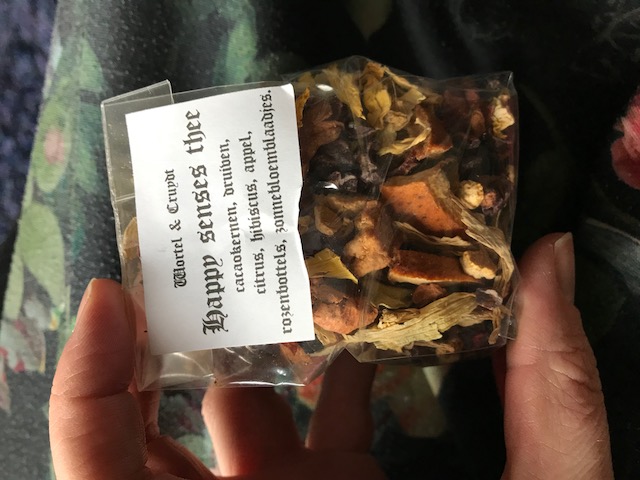 Wortel & Cruydt
Happy senses thee
cacaokernen, druiven,
citrus, hibiscus, appel,
rozenbottels, zonnebloemblaadjes.